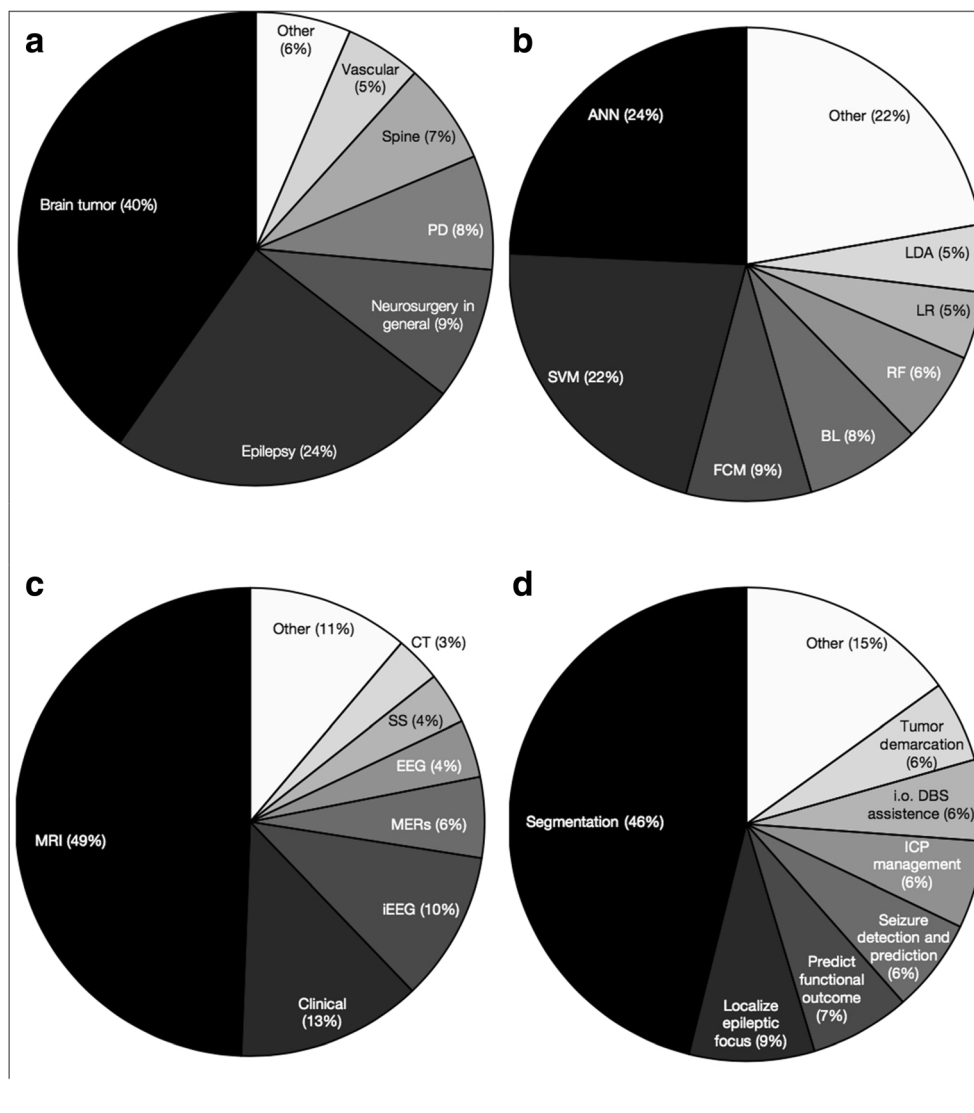 a
Other
(6%)
Vascular
(5%)
Spine (7%)
PD (8%)
Neurosurgery in
general (9%)
Epilepsy (24%)
Brain tumor (40%)
b
Other (22%)
LDA (5%)
LR (5%)
RF (6%)
BL (8%)
FCM (9%)
SVM (22%)
ANN (24%)
c
Other (11%)
CT (3%)
SS (4%)
EEG (4%)
MERs (6%)
iEEG (10%)
Clinical
(13%)
MRI (49%)
d
Other (15%)
Tumor
demarcation
(6%)
i.o. DBS
assistence (6%)
ICP
management
(6%)
Seizure
detection and
prediction
(6%)
Predict
functional
outcome
(7%)
Localize
epileptic
focus (9%)
Segmentation (46%)